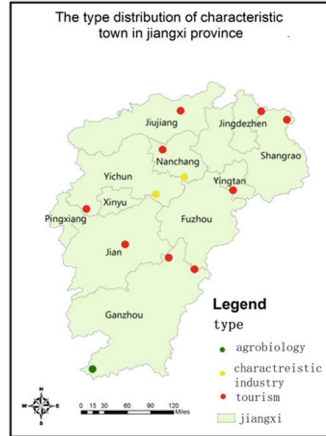 The type distribution of characteristic
town in jiangxi province
Jiujiang
Jingdezhen
Nanchang
Shangrao
Yichun
Yingtan
Xinyu
Pingxiang
Fuzhou
Jian
Ganzhou
Legend
type
agrobiology
charactreistic
industry
tourism
jiangxi
N
W E
S
0 15 30 60 90 120
Miles